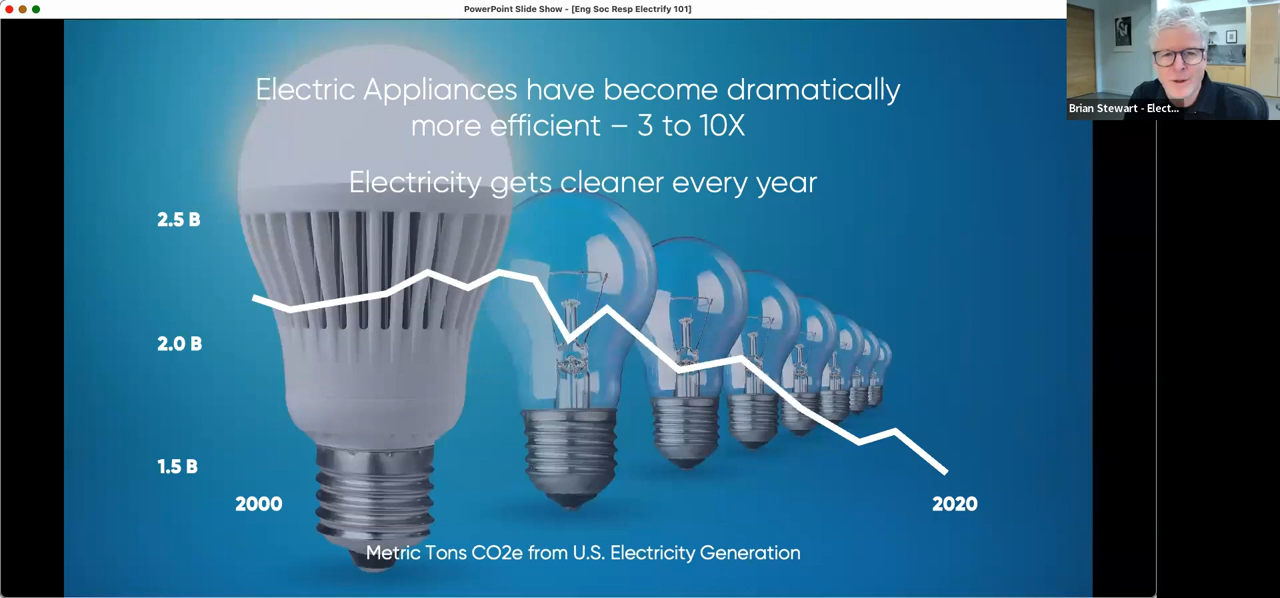 PowerPoint Slide Show - [Eng Soc Resp Electrify 101]
Brian Stewart - Elect...
Electric Appliances have become dramatically
more efficient – 3 to 10X
Electricity gets cleaner every year
2.5 B
2.0 B
1.5 B
2000
2020
Metric Tons CO2e from U.S. Electricity Generation